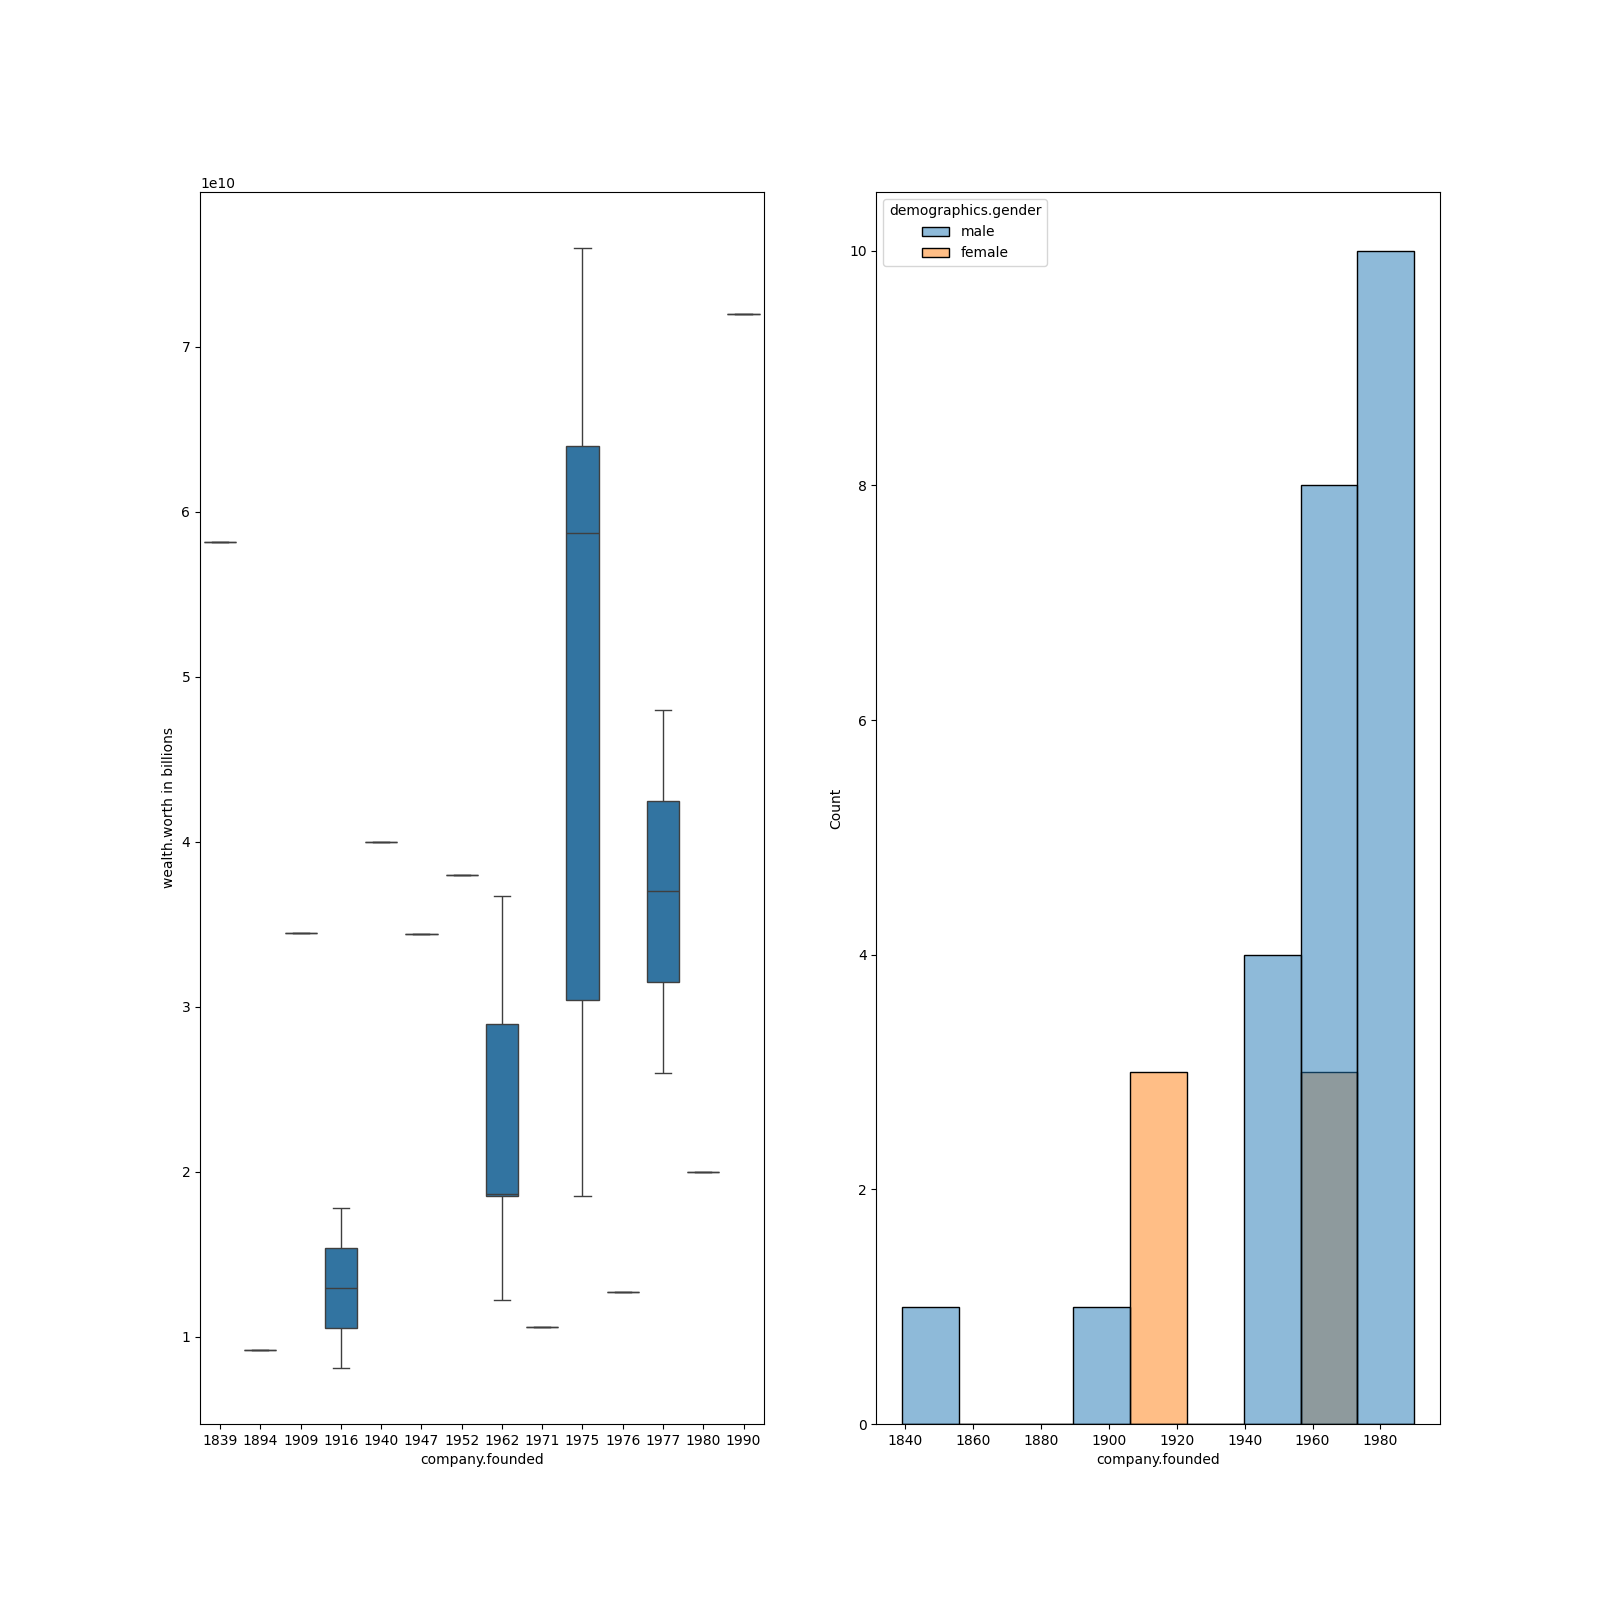 1e10
7
6
5
4
3
2
1
wealth.worth in billions
1839 1894 1909 1916 1940 1947 1952 1962 1971 1975 1976 1977 1980 1990
company.founded
demographics.gender
male
female
10
8
6
4
2
0
Count
1840 1860 1880 1900 1920 1940 1960 1980
company.founded